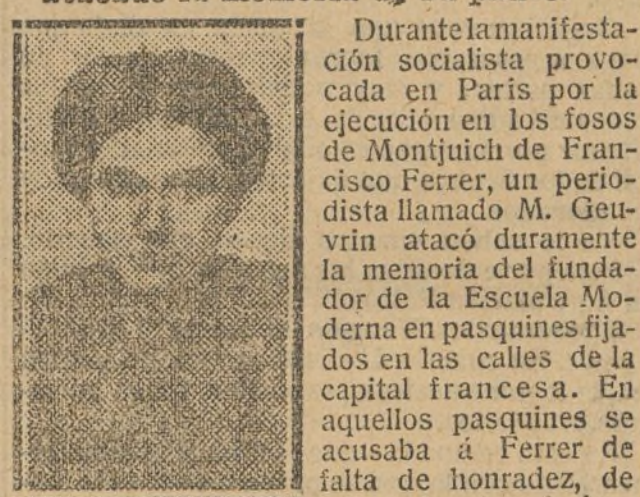 Durante la manifesta-
ción socialista provo-
cada en Paris por la
ejecución en los fosos
de Montjuich de Fran-
cisco Ferrer, un perio-
dista llamado M. Geu-
vrin atacó duramente
la memoria del funda-
dor de la Escuela Mo-
derna en pasquines fija-
dos en las calles de la
capital francesa. En
aquellos pasquines se
acusaba á Ferrer de
falta de honradez, de